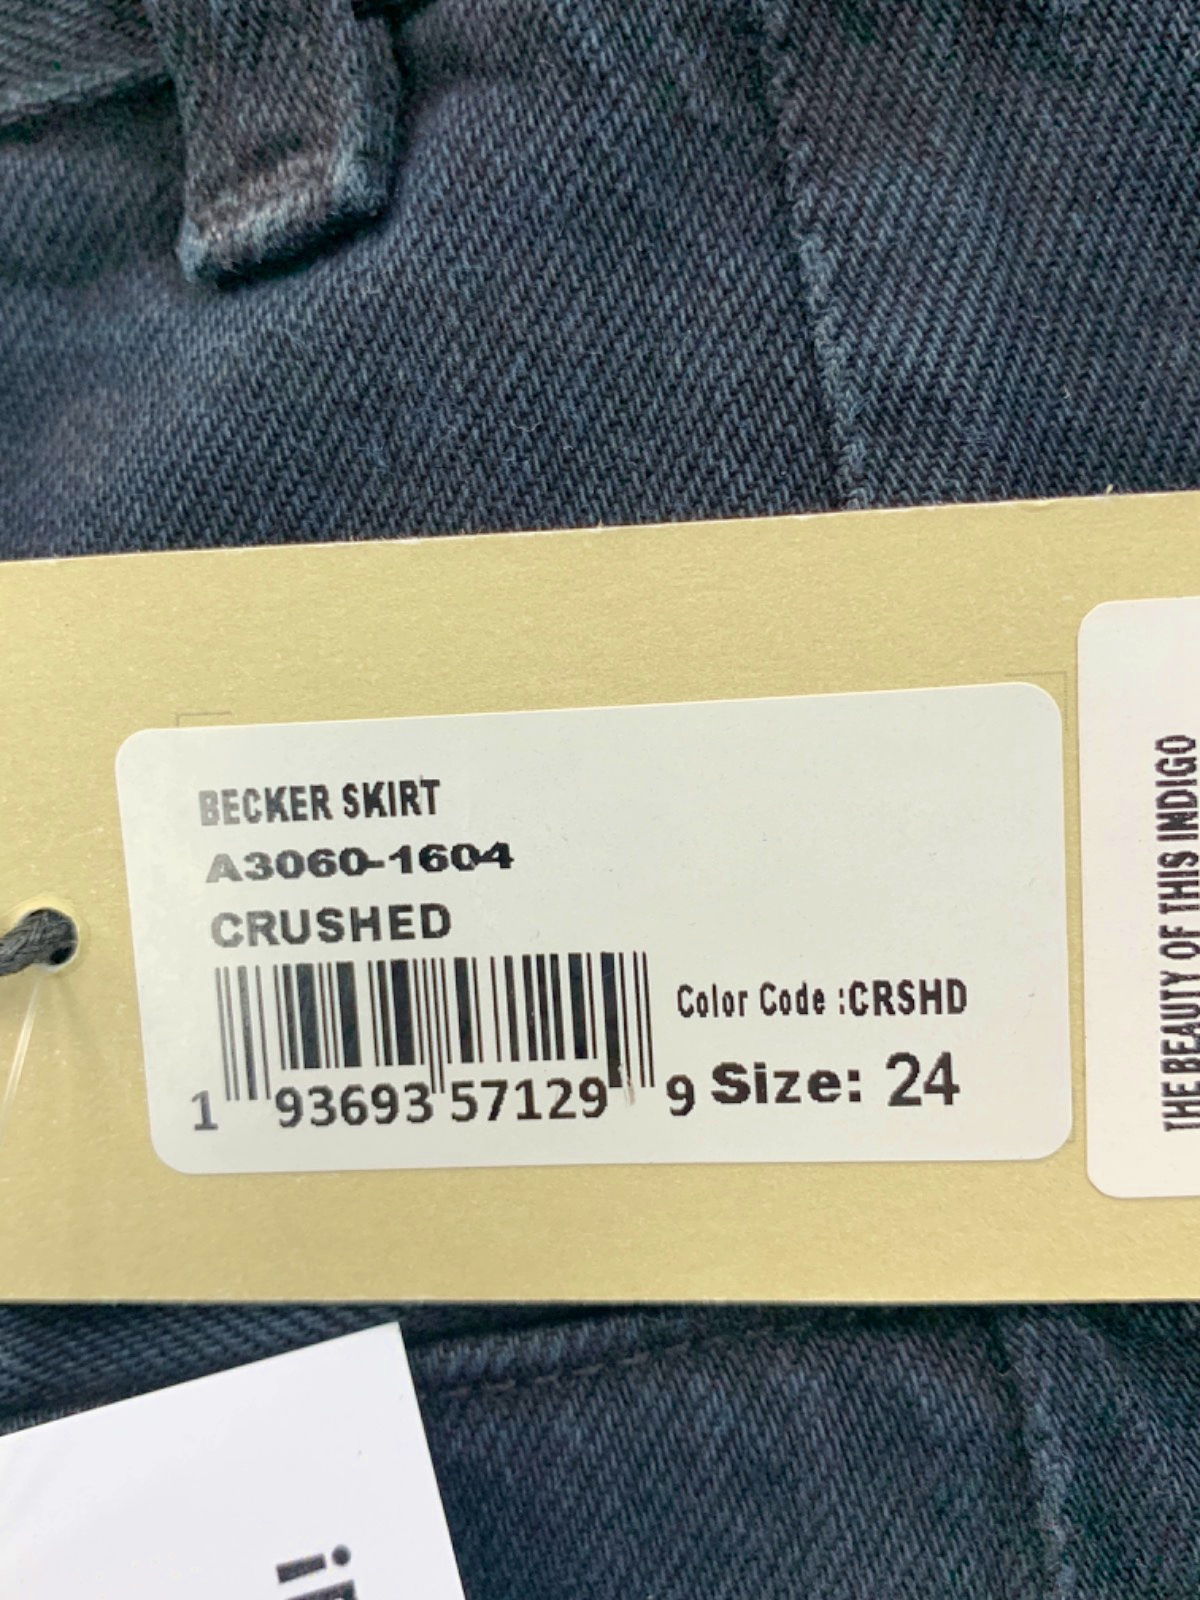 BECKER SKIRT
A3060-1604
CRUSHED
Color Code :CRSHD
1 93693 57129 9
Size: 24
THE BEAUTY OF THIS INDIGO